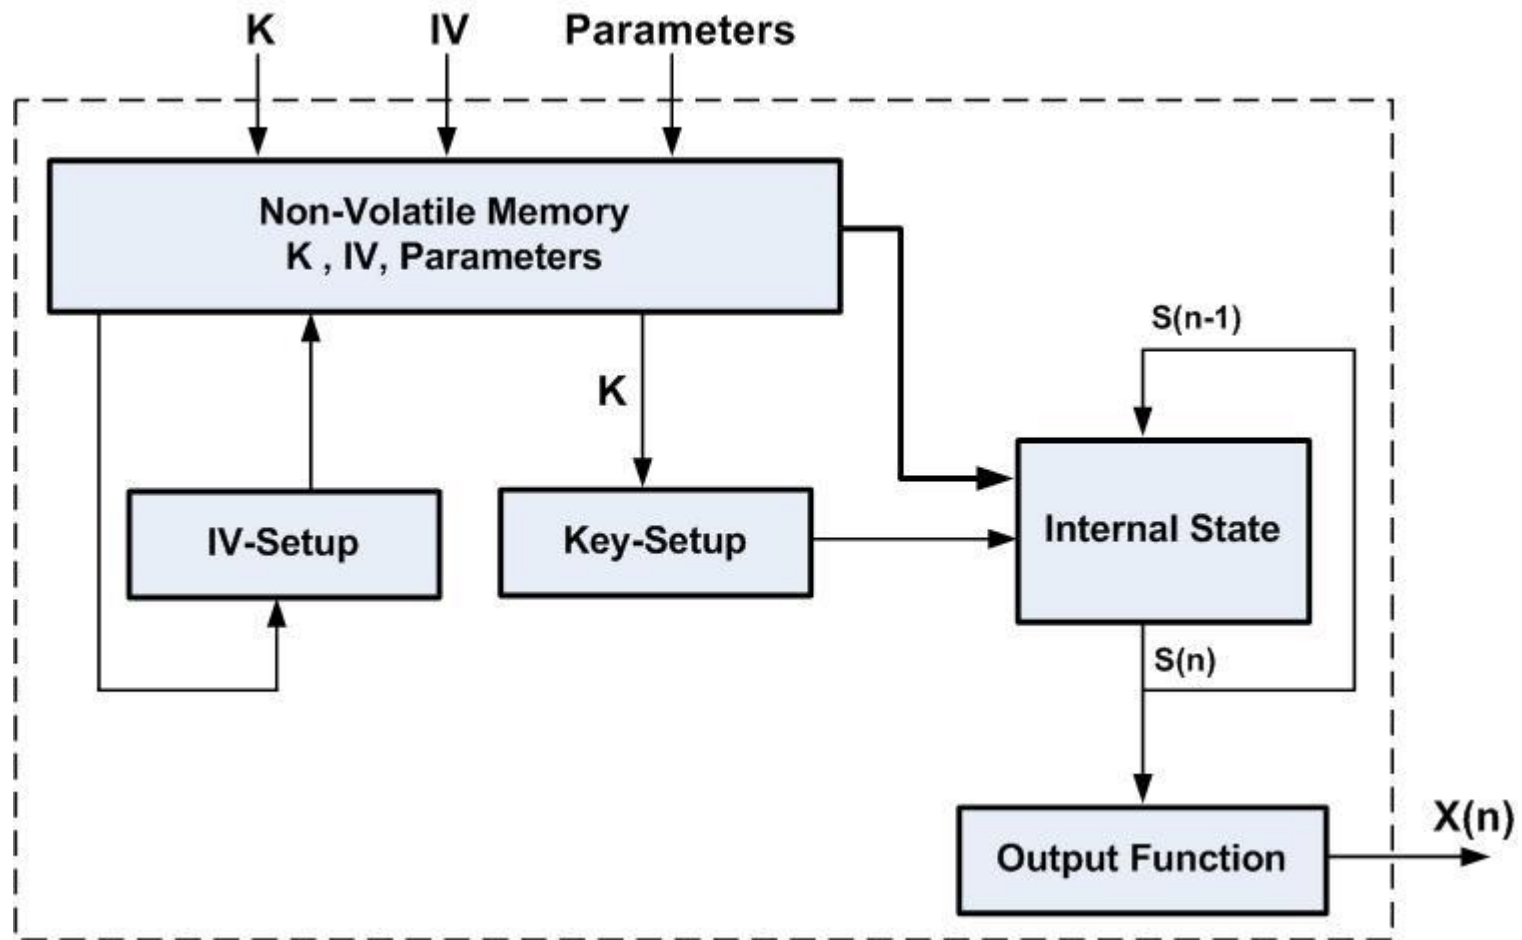 K
IV
Parameters
Non-Volatile Memory
K , IV, Parameters
S(n-1)
K
IV-Setup
Key-Setup
Internal State
S(n)
Output Function
X(n)